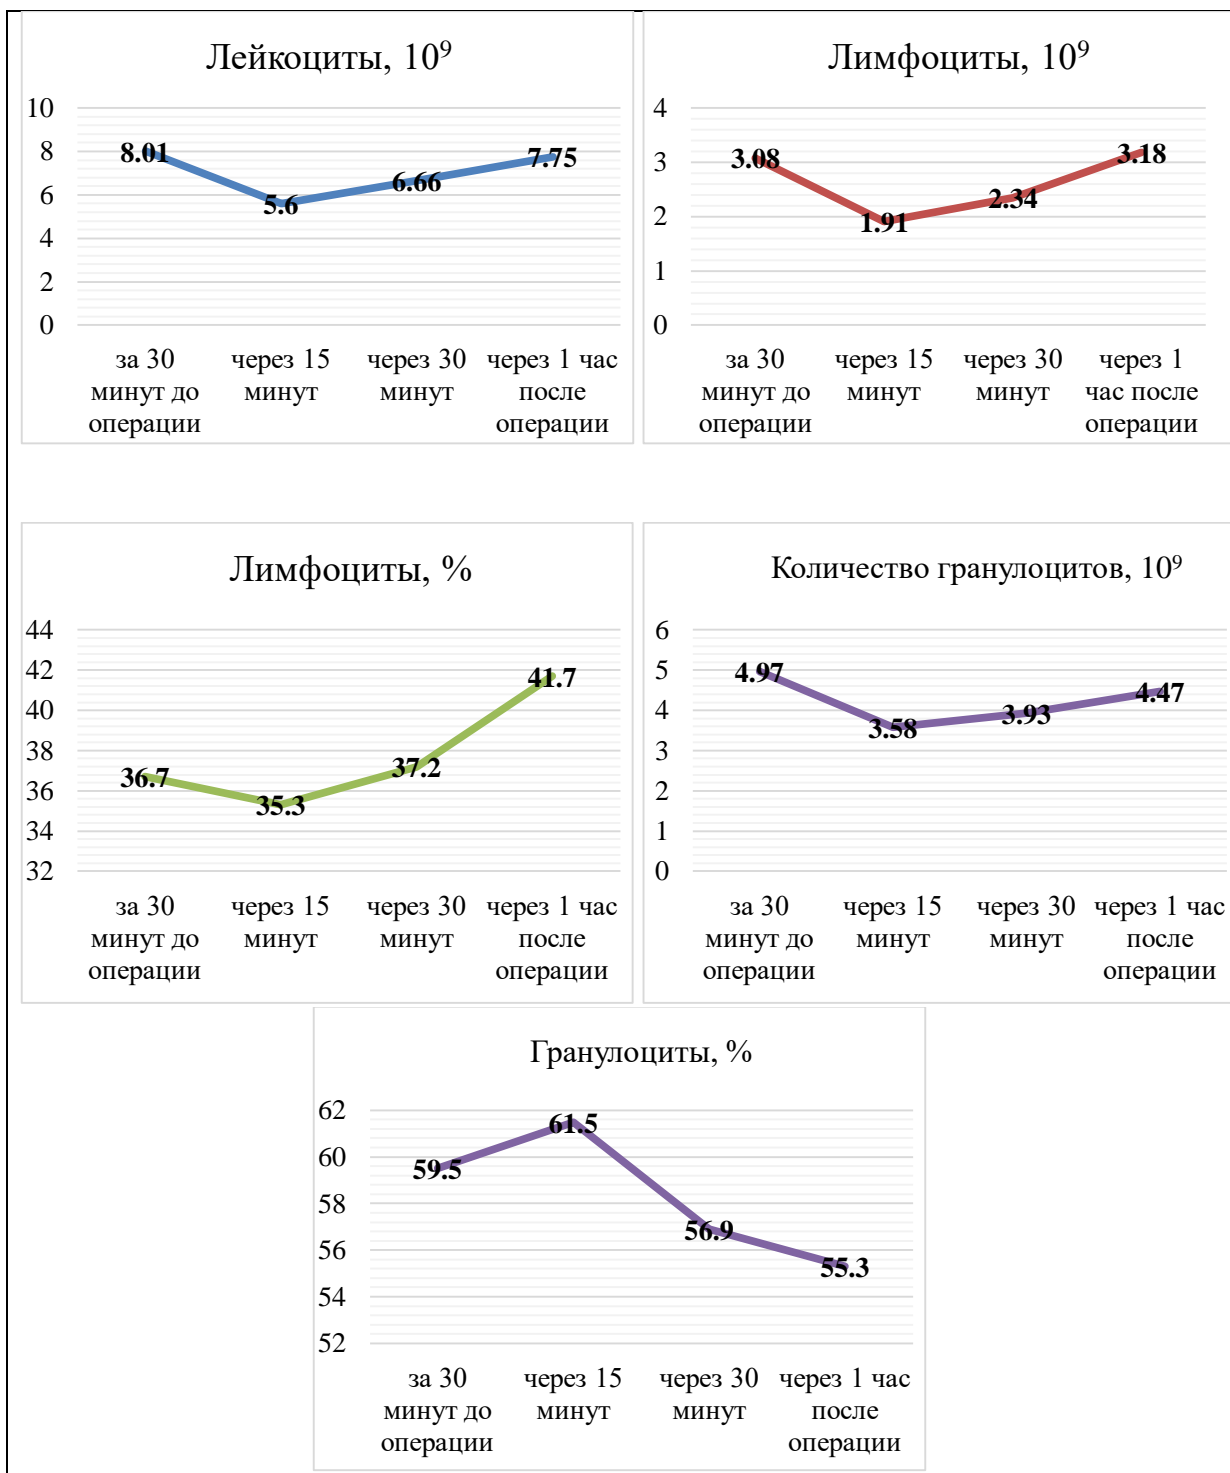 Лейкоциты, 10⁹
10
8
6
4
2
0
8.01
5.6
6.66
7.75
за 30
минут до
операции
через 15
минут
через 30
минут
через 1 час
после
операции
Лимфоциты, 10⁹
4
3
2
1
0
3.08
1.91
2.34
3.18
за 30
минут до
операции
через 15
минут
через 30
минут
через 1
час после
операции
Лимфоциты, %
44
42
40
38
36
34
32
36.7
35.3
37.2
41.7
за 30
минут до
операции
через 15
минут
через 30
минут
через 1 час
после
операции
Количество гранулоцитов, 10⁹
6
5
4
3
2
1
0
4.97
3.58
3.93
4.47
за 30
минут до
операции
через 15
минут
через 30
минут
через 1 час
после
операции
Гранулоциты, %
62
60
58
56
54
52
59.5
61.5
56.9
55.3
за 30
минут до
операции
через 15
минут
через 30
минут
через 1 час
после
операции